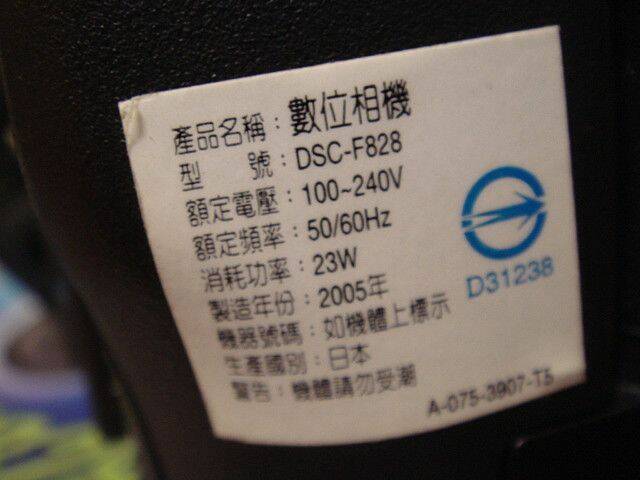 產品名稱：數位相機
型 號：DSC-F828
額定電壓：100~240V
額定頻率：50/60Hz
消耗功率：23W
製造年份：2005年
機器號碼：如機體上標示
生產國別：日本
警告：機體請勿受潮
D31238
A-075-3907-T5